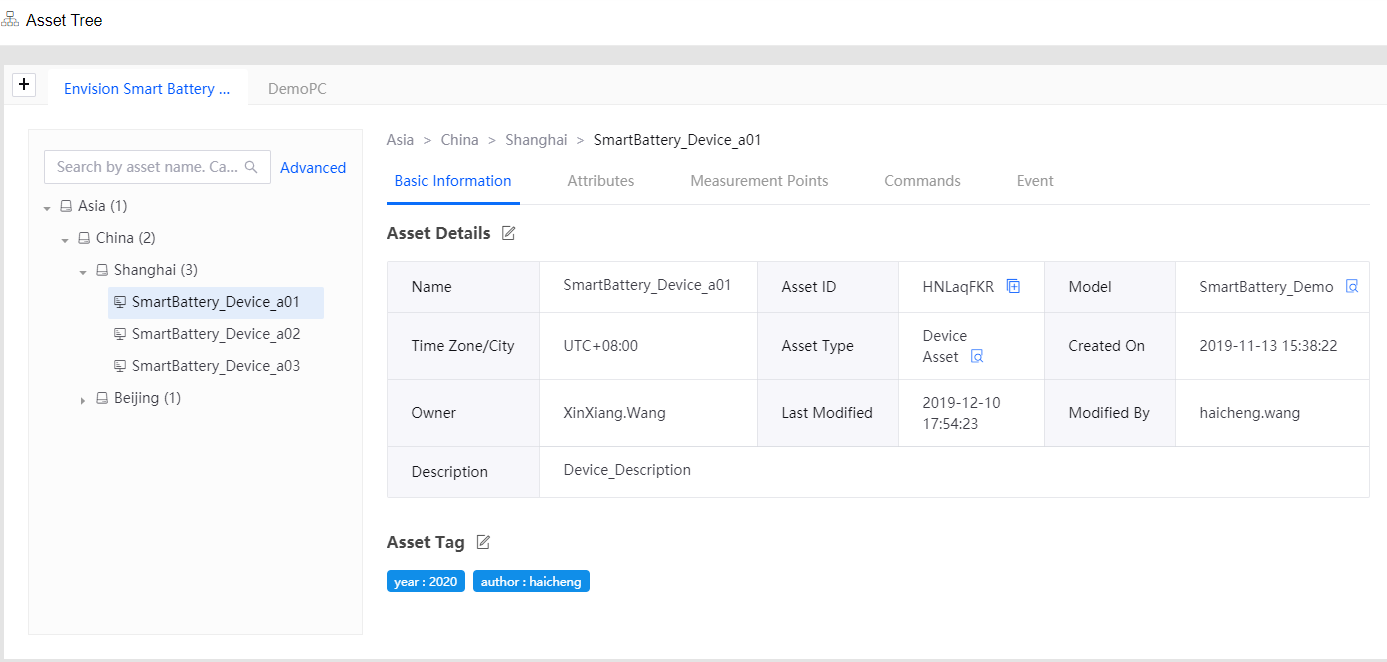 Asset Tree
+
Envision Smart Battery ...
DemoPC
Search by asset name. Ca...
Advanced
Asia (1)
China (2)
Shanghai (3)
SmartBattery_Device_a01
SmartBattery_Device_a02
SmartBattery_Device_a03
Beijing (1)
Asia > China > Shanghai > SmartBattery_Device_a01
Basic Information
Attributes
Measurement Points
Commands
Event
Asset Details
Name
SmartBattery_Device_a01
Asset ID
HNLaqFKR
Model
SmartBattery_Demo
Time Zone/City
UTC+08:00
Asset Type
Device
Asset
Created On
2019-11-13 15:38:22
Owner
XinXiang.Wang
Last Modified
2019-12-10
17:54:23
Modified By
haicheng.wang
Description
Device_Description
Asset Tag
year : 2020
author : haicheng